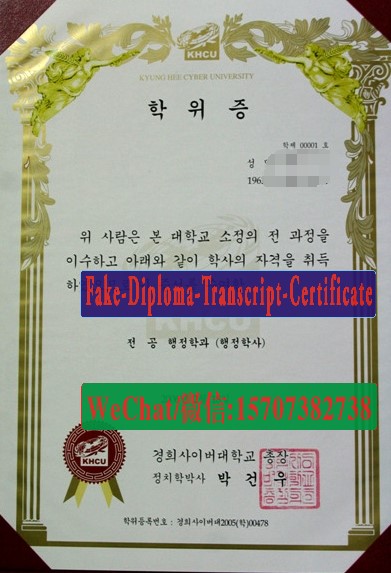 KHCU
KYUNG HEE CYBER UNIVERSITY
학위증
학제 00001 호
성
196
위 사람은 본 대학교 소정의 전 과정을
이수하고 아래와 같이 학사의 자격을 취득
하
Fake-Diploma-Transcript-Certificate
KHCU
전 공 행정학과 (행정학사)
WeChat/微信:15707382738
KHCU
경희사이버대학교 총장
정치학박사 박 건 우
학위등록번호 : 경희사이버대2005(학)00478